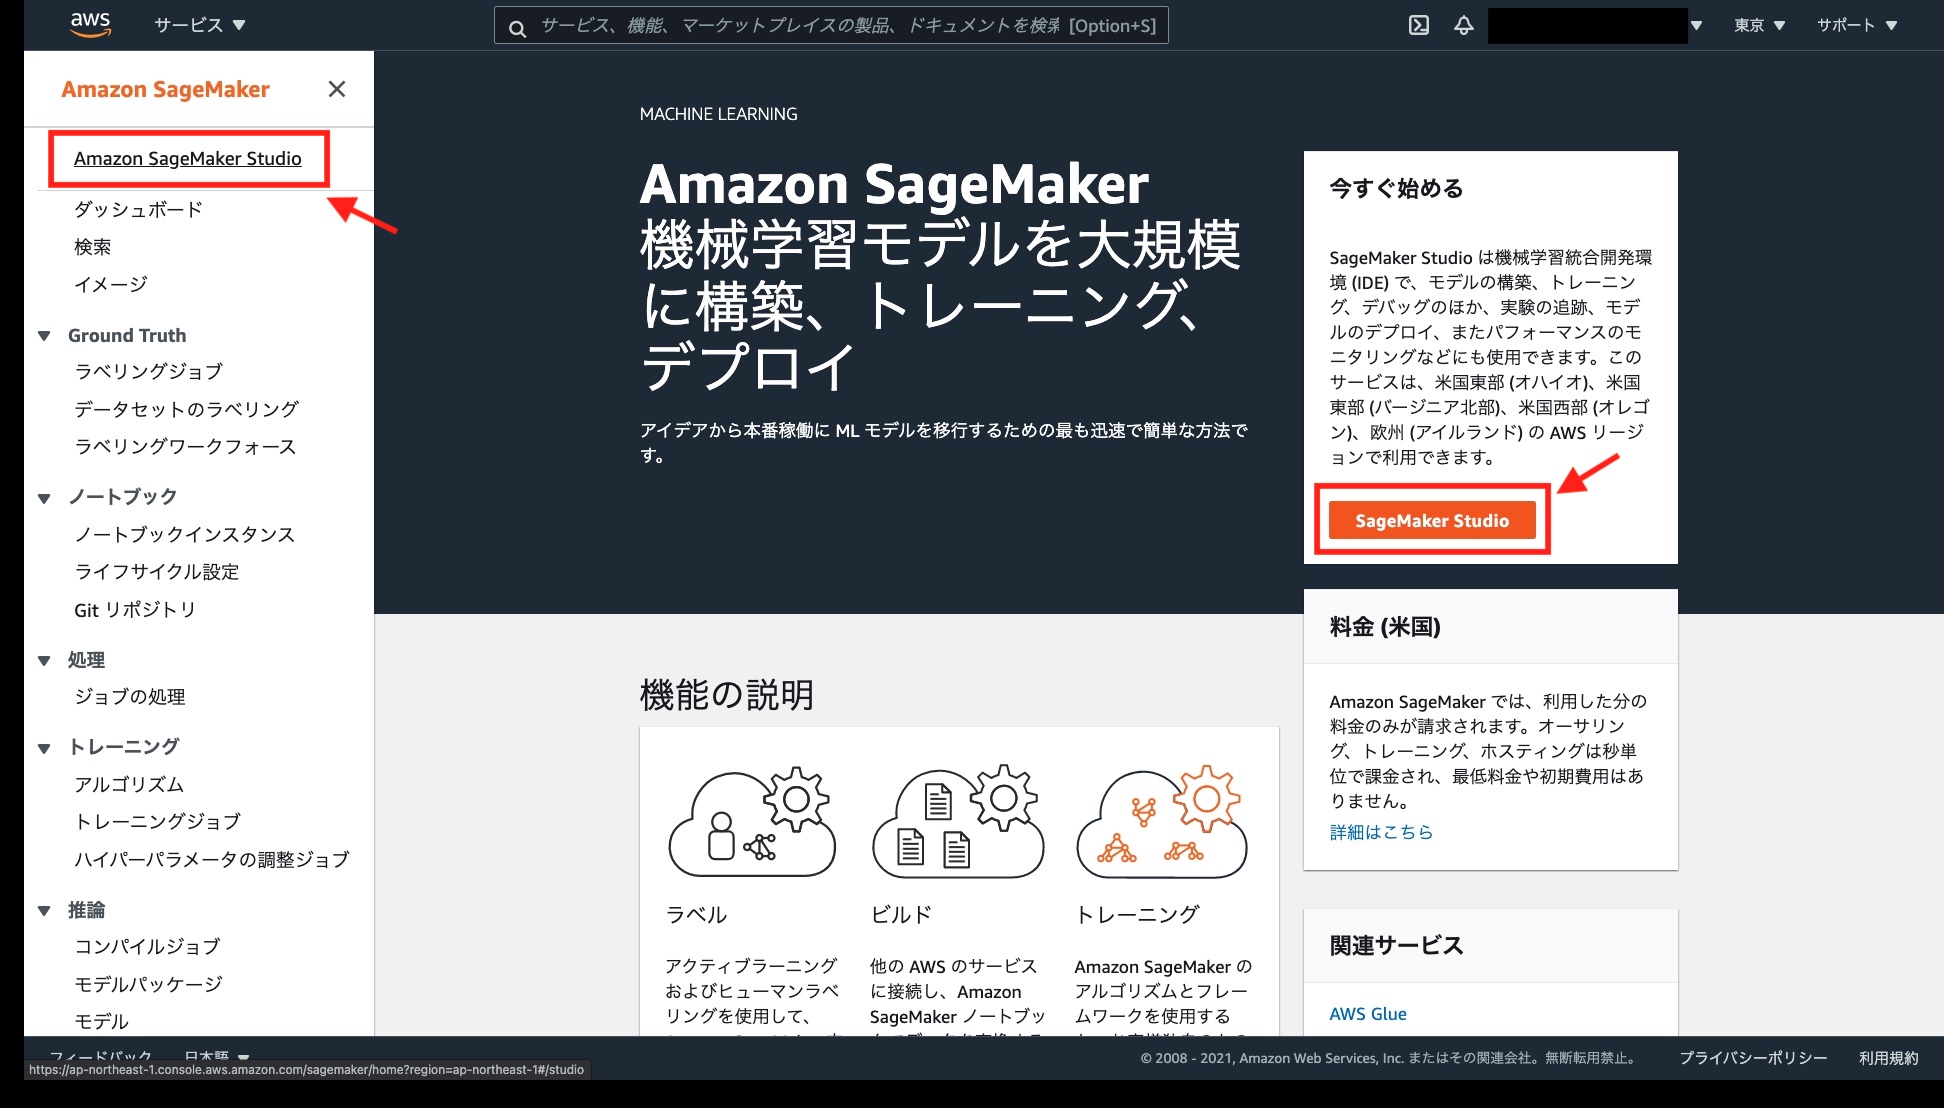 aws
サービス
サービス、機能、マーケットプレイスの製品、ドキュメントを検索 [Option+S]
東京
サポート
Amazon SageMaker
Amazon SageMaker Studio
ダッシュボード
検索
イメージ
Ground Truth
ラベリングジョブ
データセットのラベリング
ラベリングワークフォース
ノートブック
ノートブックインスタンス
ライフサイクル設定
Git リポジトリ
処理
ジョブの処理
トレーニング
アルゴリズム
トレーニングジョブ
ハイパーパラメータの調整ジョブ
推論
コンパイルジョブ
モデルパッケージ
モデル
MACHINE LEARNING
Amazon SageMaker
機械学習モデルを大規模
に構築、トレーニング、
デプロイ
アイデアから本番稼働に ML モデルを移行するための最も迅速で簡単な方法で
す。
今すぐ始める
SageMaker Studio は機械学習統合開発環
境 (IDE) で、モデルの構築、トレーニン
グ、デバッグのほか、実験の追跡、モデ
ルのデプロイ、またパフォーマンスのモ
ニタリングなどにも使用できます。この
サービスは、米国東部 (オハイオ)、米国
東部 (バージニア北部)、米国西部 (オレゴ
ン)、欧州 (アイルランド) の AWS リージ
ョンで利用できます。
SageMaker Studio
料金 (米国)
Amazon SageMaker では、利用した分の
料金のみが請求されます。オーサリン
グ、トレーニング、ホスティングは秒単
位で課金され、最低料金や初期費用はあ
りません。
詳細はこちら
関連サービス
AWS Glue
機能の説明
ラベル
アクティブラーニング
およびヒューマンラベ
リングを使用して、
ビルド
他の AWS のサービス
に接続し、Amazon
SageMaker ノートブッ
トレーニング
Amazon SageMaker の
アルゴリズムとフレー
ムワークを使用する
フィードバック
日本語
© 2008 - 2021, Amazon Web Services, Inc. またはその関連会社。無断転用禁止。
プライバシーポリシー
利用規約
https://ap-northeast-1.console.aws.amazon.com/sagemaker/home?region=ap-northeast-1#/studio